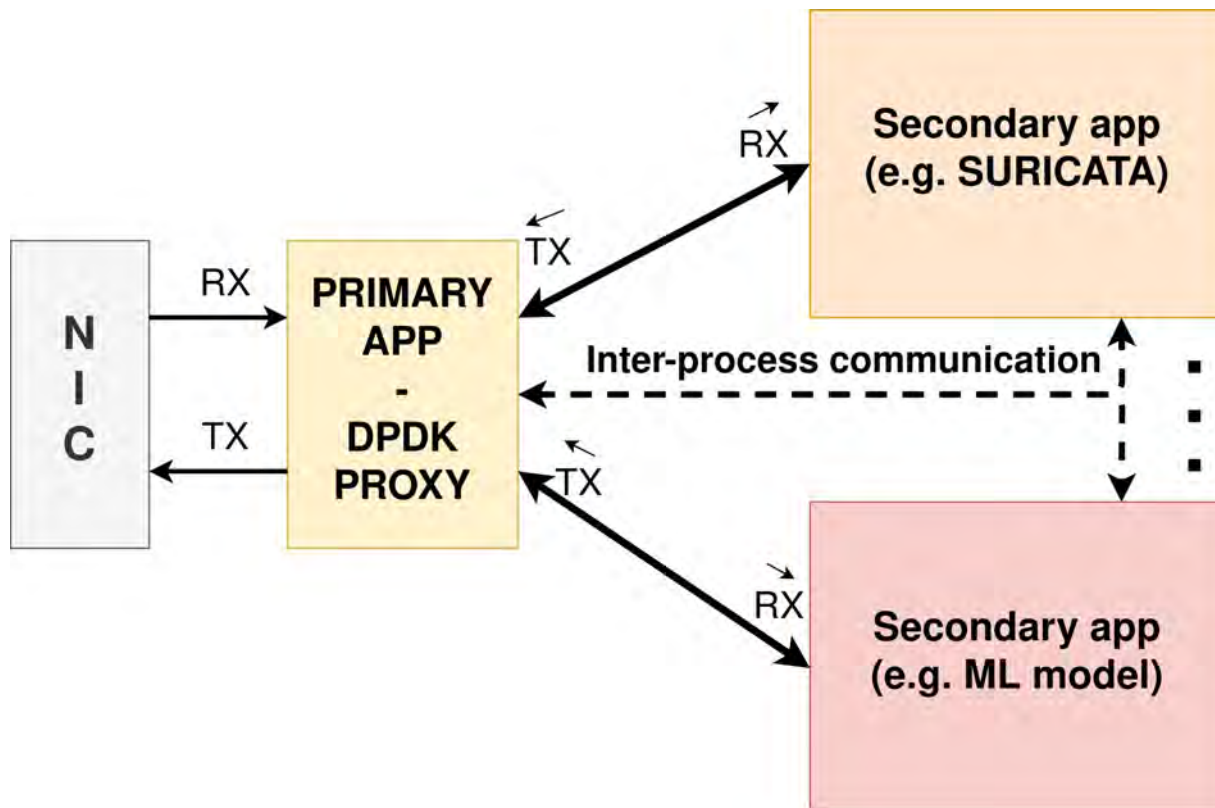 N
I
C
RX
TX
PRIMARY
APP
-
DPDK
PROXY
TX
RX
Inter-process communication
TX
RX
Secondary app
(e.g. SURICATA)
Secondary app
(e.g. ML model)